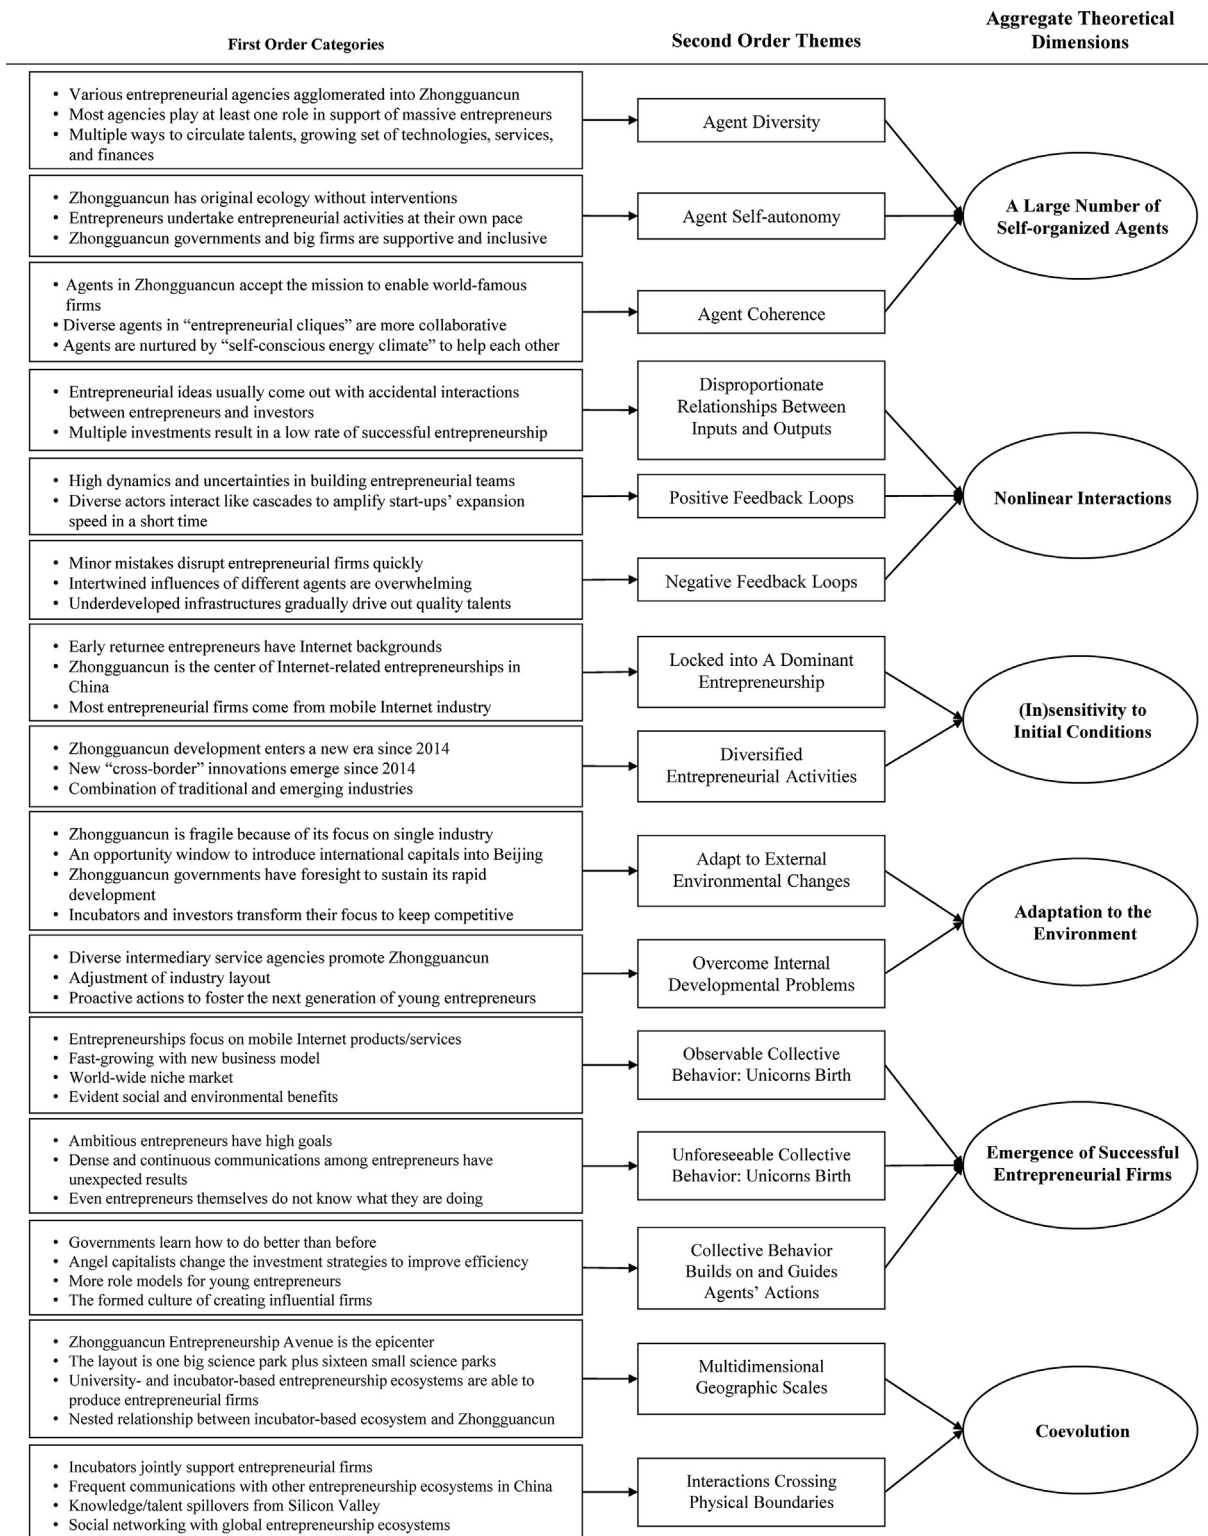 First Order Categories
Second Order Themes
Aggregate Theoretical
Dimensions
• Various entrepreneurial agencies agglomerated into Zhongguancun
• Most agencies play at least one role in support of massive entrepreneurs
• Multiple ways to circulate talents, growing set of technologies, services,
and finances
Agent Diversity
• Zhongguancun has original ecology without interventions
• Entrepreneurs undertake entrepreneurial activities at their own pace
• Zhongguancun governments and big firms are supportive and inclusive
Agent Self-autonomy
A Large Number of
Self-organized Agents
• Agents in Zhongguancun accept the mission to enable world-famous
firms
• Diverse agents in “entrepreneurial cliques” are more collaborative
• Agents are nurtured by “self-conscious energy climate” to help each other
Agent Coherence
• Entrepreneurial ideas usually come out with accidental interactions
between entrepreneurs and investors
• Multiple investments result in a low rate of successful entrepreneurship
Disproportionate
Relationships Between
Inputs and Outputs
• High dynamics and uncertainties in building entrepreneurial teams
• Diverse actors interact like cascades to amplify start-ups’ expansion
speed in a short time
Positive Feedback Loops
Nonlinear Interactions
• Minor mistakes disrupt entrepreneurial firms quickly
• Intertwined influences of different agents are overwhelming
• Underdeveloped infrastructures gradually drive out quality talents
Negative Feedback Loops
• Early returnee entrepreneurs have Internet backgrounds
• Zhongguancun is the center of Internet-related entrepreneurships in
China
• Most entrepreneurial firms come from mobile Internet industry
Locked into A Dominant
Entrepreneurship
(In)sensitivity to
Initial Conditions
• Zhongguancun development enters a new era since 2014
• New “cross-border” innovations emerge since 2014
• Combination of traditional and emerging industries
Diversified
Entrepreneurial Activities
• Zhongguancun is fragile because of its focus on single industry
• An opportunity window to introduce international capitals into Beijing
• Zhongguancun governments have foresight to sustain its rapid
development
• Incubators and investors transform their focus to keep competitive
Adapt to External
Environmental Changes
Adaptation to the
Environment
• Diverse intermediary service agencies promote Zhongguancun
• Adjustment of industry layout
• Proactive actions to foster the next generation of young entrepreneurs
Overcome Internal
Developmental Problems
• Entrepreneurships focus on mobile Internet products/services
• Fast-growing with new business model
• World-wide niche market
• Evident social and environmental benefits
Observable Collective
Behavior: Unicorns Birth
• Ambitious entrepreneurs have high goals
• Dense and continuous communications among entrepreneurs have
unexpected results
• Even entrepreneurs themselves do not know what they are doing
Unforeseeable Collective
Behavior: Unicorns Birth
Emergence of Successful
Entrepreneurial Firms
• Governments learn how to do better than before
• Angel capitalists change the investment strategies to improve efficiency
• More role models for young entrepreneurs
• The formed culture of creating influential firms
Collective Behavior
Builds on and Guides
Agents’ Actions
• Zhongguancun Entrepreneurship Avenue is the epicenter
• The layout is one big science park plus sixteen small science parks
• University- and incubator-based entrepreneurship ecosystems are able to
produce entrepreneurial firms
• Nested relationship between incubator-based ecosystem and Zhongguancun
Multidimensional
Geographic Scales
Coevolution
• Incubators jointly support entrepreneurial firms
• Frequent communications with other entrepreneurship ecosystems in China
• Knowledge/talent spillovers from Silicon Valley
• Social networking with global entrepreneurship ecosystems
Interactions Crossing
Physical Boundaries